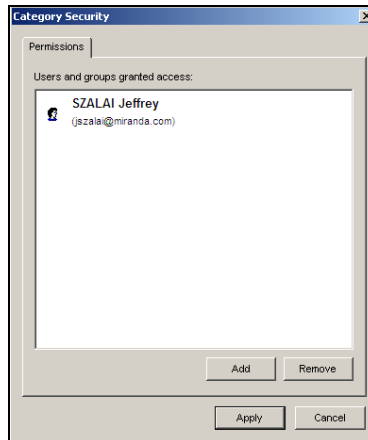 Category Security
Permissions
Users and groups granted access:
SZALAI Jeffrey
(jszalai@miranda.com)
Add
Remove
Apply
Cancel